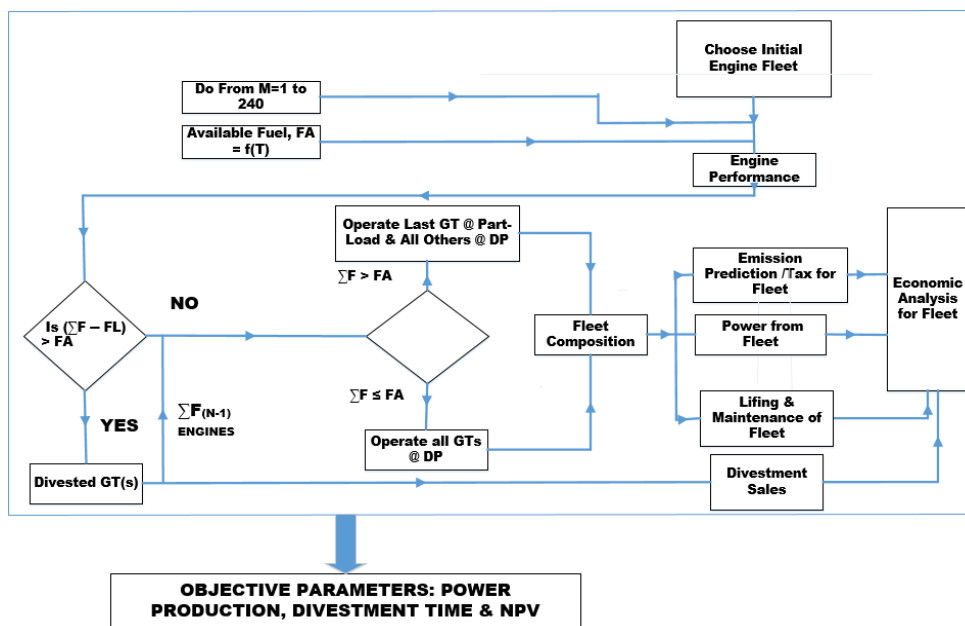 Choose Initial
Engine Fleet
Do From M=1 to
240
Available Fuel, FA
= f(T)
Engine
Performance
Operate Last GT @ Part-
Load & All Others @ DP
∑F > FA
NO
Is (∑F – FL)
> FA
YES
∑F(N-1)
ENGINES
∑F ≤ FA
Operate all GTs
@ DP
Divested GT(s)
Fleet
Composition
Emission
Prediction /Tax for
Fleet
Power from
Fleet
Lifing &
Maintenance of
Fleet
Divestment
Sales
Economic
Analysis
for Fleet
OBJECTIVE PARAMETERS: POWER
PRODUCTION, DIVESTMENT TIME & NPV